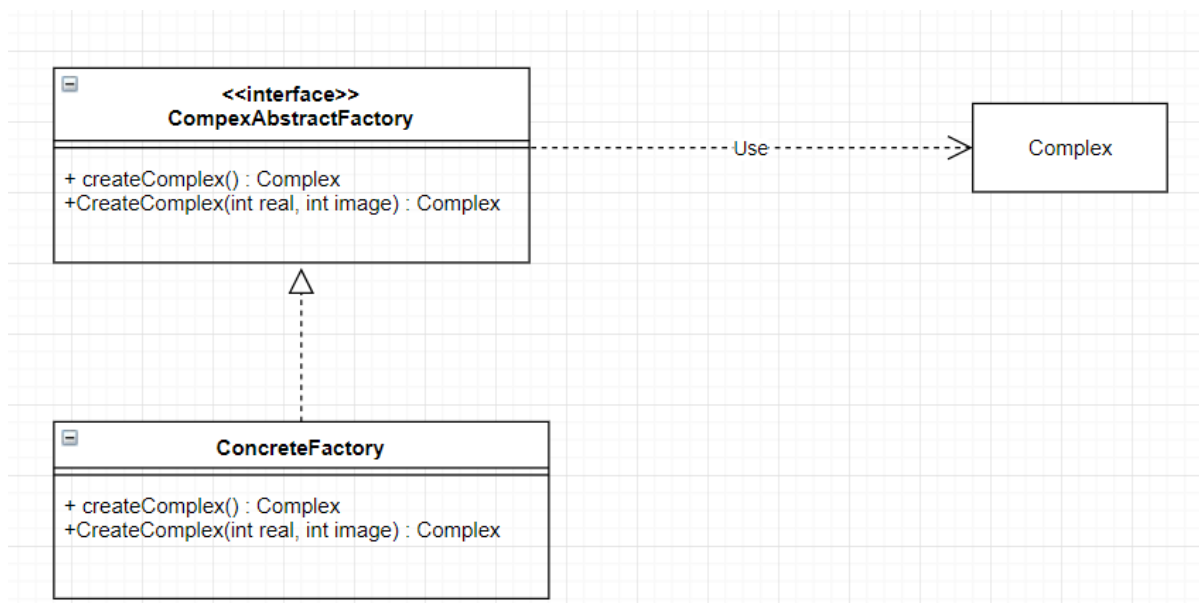 <<interface>>
CompexAbstractFactory
+ createComplex() : Complex
+CreateComplex(int real, int image) : Complex
Use
Complex
ConcreteFactory
+ createComplex() : Complex
+CreateComplex(int real, int image) : Complex